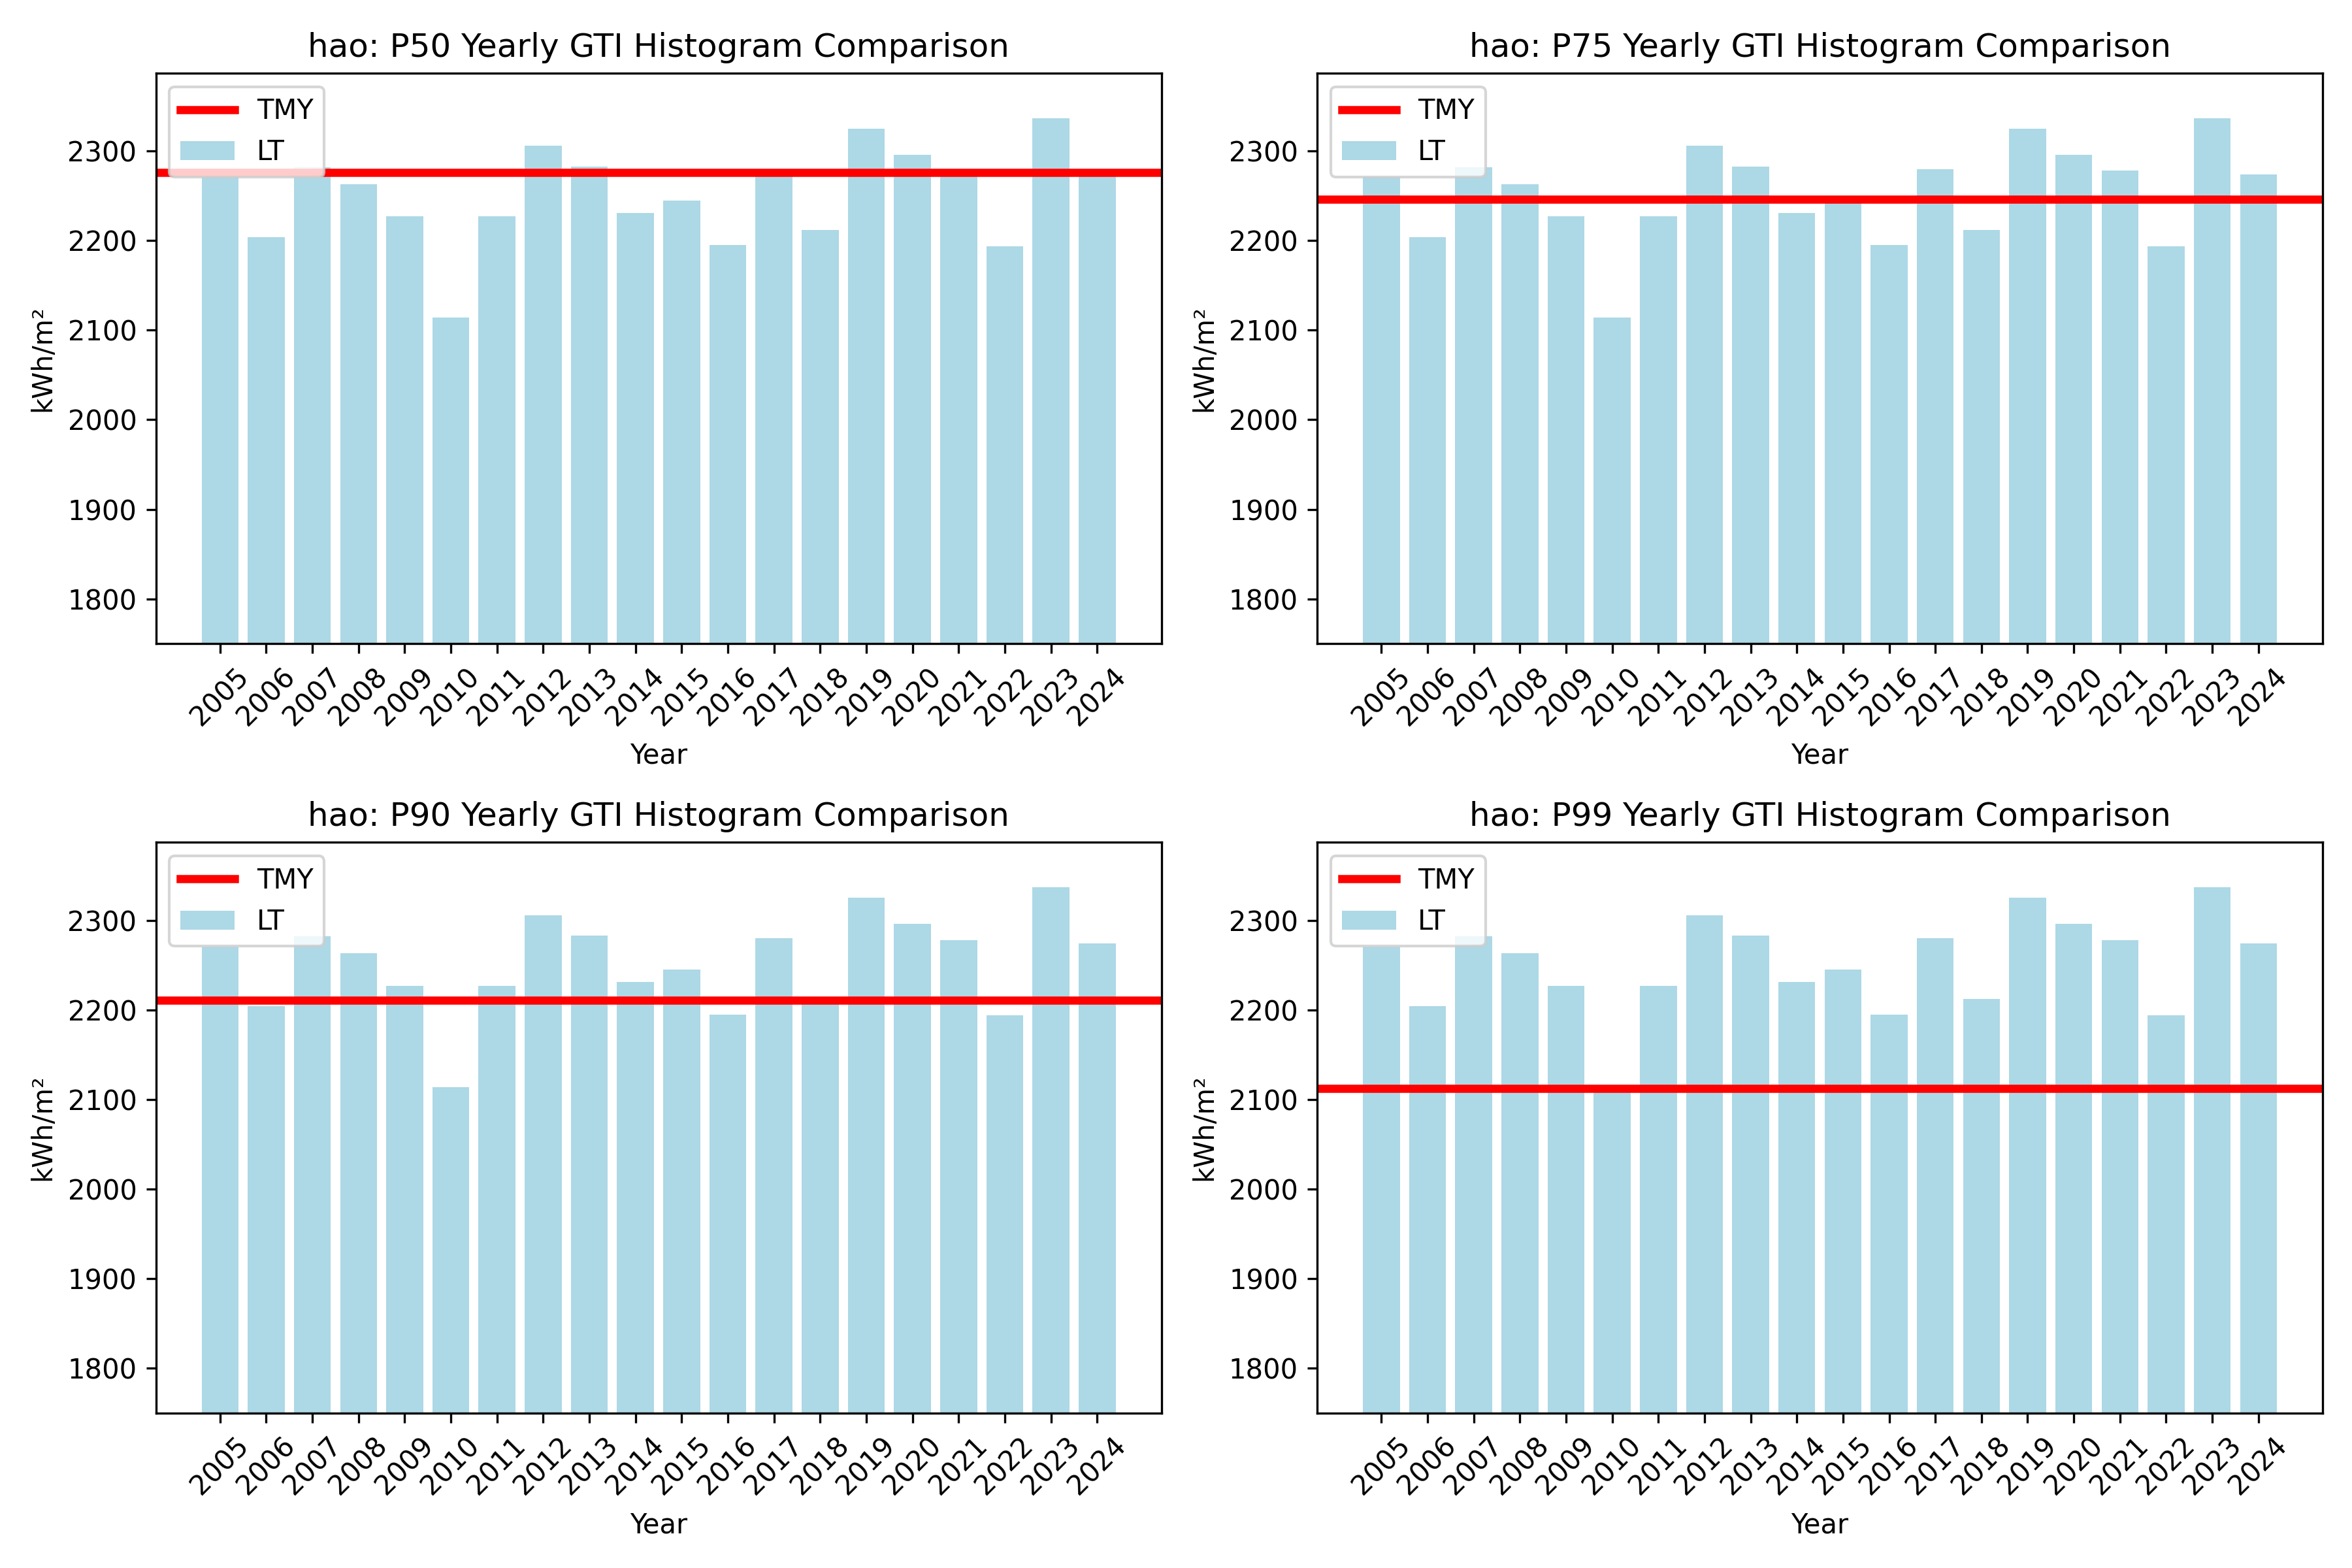 hao: P50 Yearly GTI Histogram Comparison
TMY
LT
2300
2200
2100
2000
1900
1800
kWh/m²
2005 2006 2007 2008 2009 2010 2011 2012 2013 2014 2015 2016 2017 2018 2019 2020 2021 2022 2023 2024
Year
hao: P75 Yearly GTI Histogram Comparison
TMY
LT
2300
2200
2100
2000
1900
1800
kWh/m²
2005 2006 2007 2008 2009 2010 2011 2012 2013 2014 2015 2016 2017 2018 2019 2020 2021 2022 2023 2024
Year
hao: P90 Yearly GTI Histogram Comparison
TMY
LT
2300
2200
2100
2000
1900
1800
kWh/m²
2005 2006 2007 2008 2009 2010 2011 2012 2013 2014 2015 2016 2017 2018 2019 2020 2021 2022 2023 2024
Year
hao: P99 Yearly GTI Histogram Comparison
TMY
LT
2300
2200
2100
2000
1900
1800
kWh/m²
2005 2006 2007 2008 2009 2010 2011 2012 2013 2014 2015 2016 2017 2018 2019 2020 2021 2022 2023 2024
Year